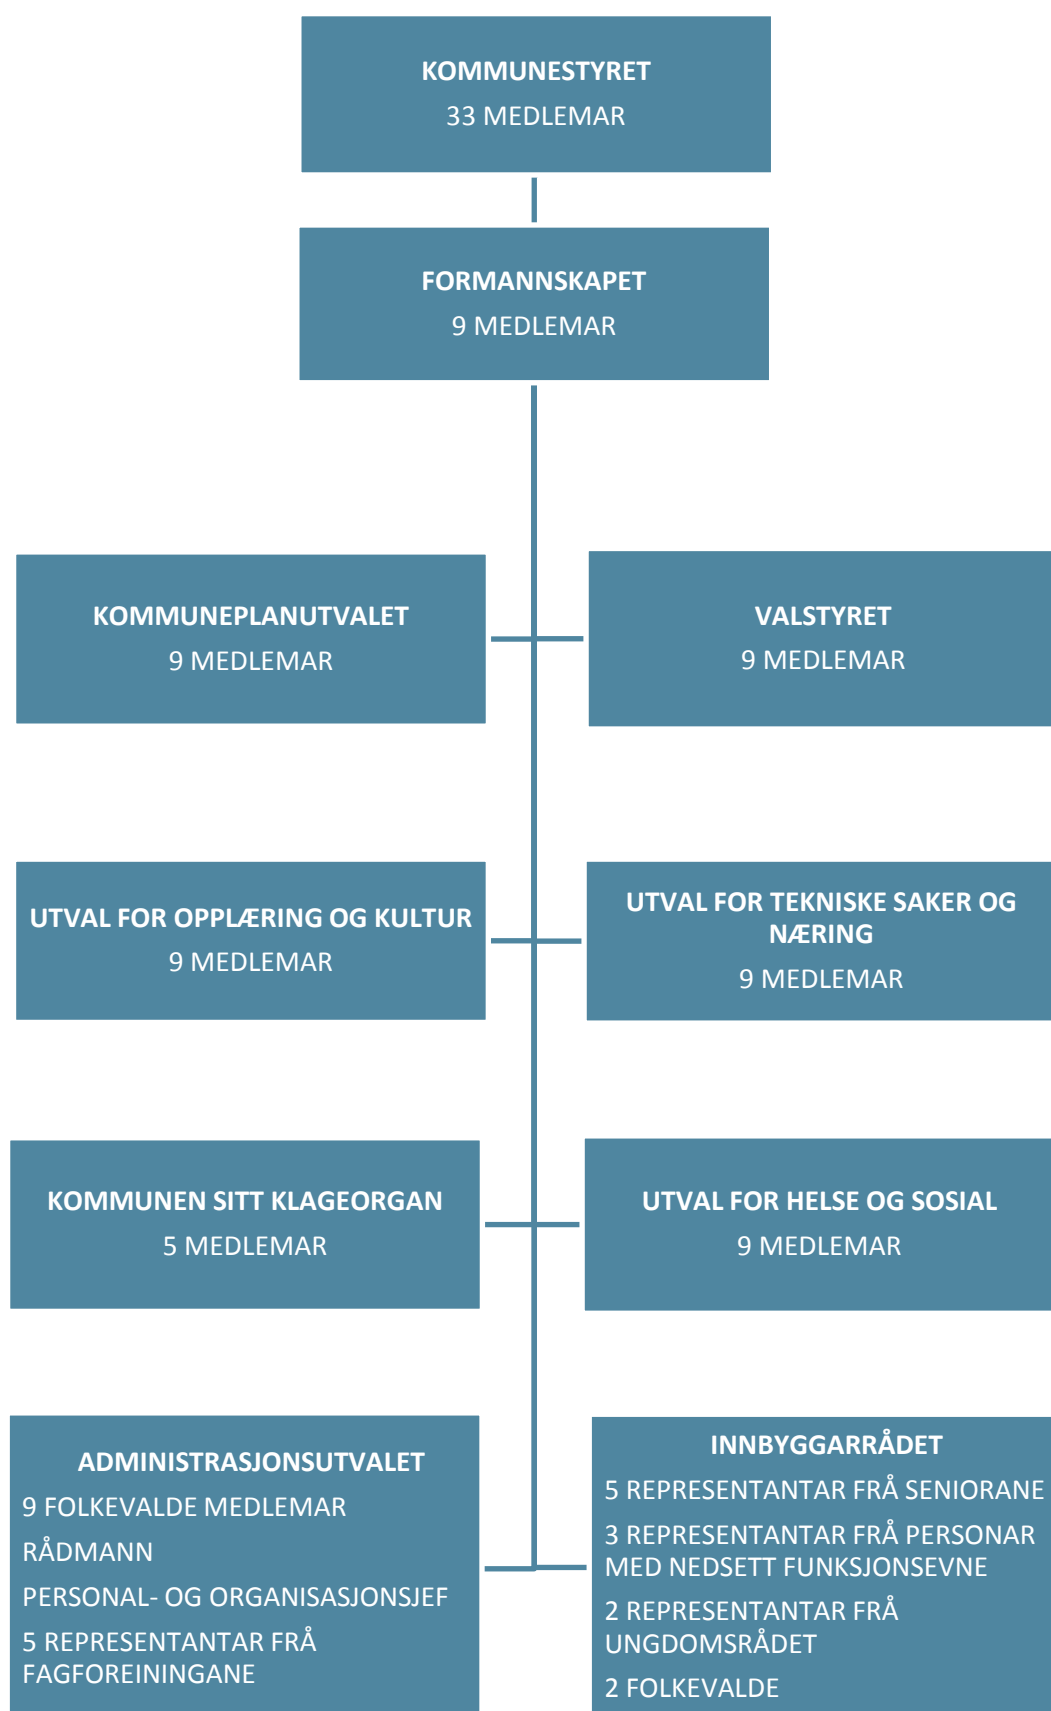 KOMMUNESTYRET
33 MEDLEMAR
FORMANNSKAPET
9 MEDLEMAR
KOMMUNEPLANUTVALET
9 MEDLEMAR
VALSTYRET
9 MEDLEMAR
UTVAL FOR OPPLÆRING OG KULTUR
9 MEDLEMAR
UTVAL FOR TEKNISKE SAKER OG
NÆRING
9 MEDLEMAR
KOMMUNEN SITT KLAGEORGAN
5 MEDLEMAR
UTVAL FOR HELSE OG SOSIAL
9 MEDLEMAR
ADMINISTRASJONSUTVALET
9 FOLKEVALDE MEDLEMAR
RÅDMANN
PERSONAL- OG ORGANISASJONSJEF
5 REPRESENTANTAR FRÅ
FAGFOREININGANE
INNBYGGARRÅDET
5 REPRESENTANTAR FRÅ SENIORANE
3 REPRESENTANTAR FRÅ PERSONAR
MED NEDSETT FUNKSJONSEVNE
2 REPRESENTANTAR FRÅ
UNGDOMSRÅDET
2 FOLKEVALDE